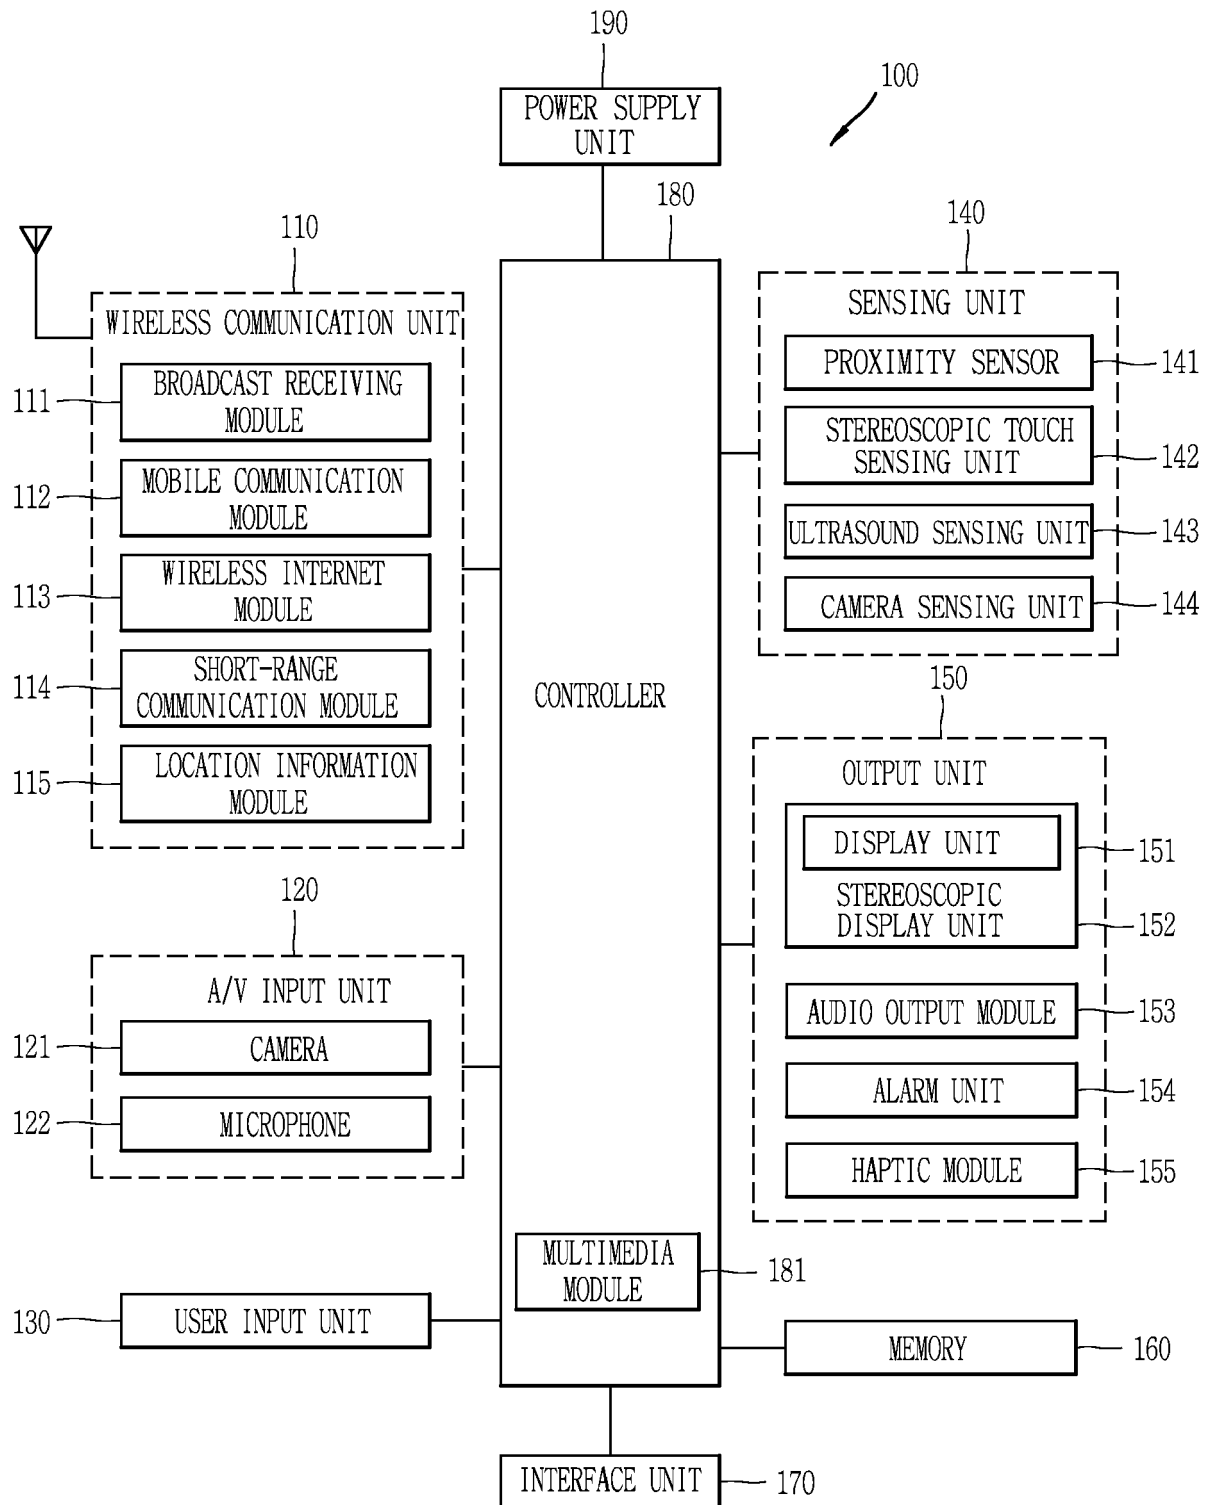 190
POWER SUPPLY
UNIT
100
180
CONTROLLER
MULTIMEDIA
MODULE
181
110
WIRELESS COMMUNICATION UNIT
111
BROADCAST RECEIVING
MODULE
112
MOBILE COMMUNICATION
MODULE
113
WIRELESS INTERNET
MODULE
114
SHORT-RANGE
COMMUNICATION MODULE
115
LOCATION INFORMATION
MODULE
120
A/V INPUT UNIT
121
CAMERA
122
MICROPHONE
130
USER INPUT UNIT
140
SENSING UNIT
PROXIMITY SENSOR
141
STEREOSCOPIC TOUCH
SENSING UNIT
142
ULTRASOUND SENSING UNIT
143
CAMERA SENSING UNIT
144
150
OUTPUT UNIT
DISPLAY UNIT
151
STEREOSCOPIC
DISPLAY UNIT
152
AUDIO OUTPUT MODULE
153
ALARM UNIT
154
HAPTIC MODULE
155
MEMORY
160
INTERFACE UNIT
170